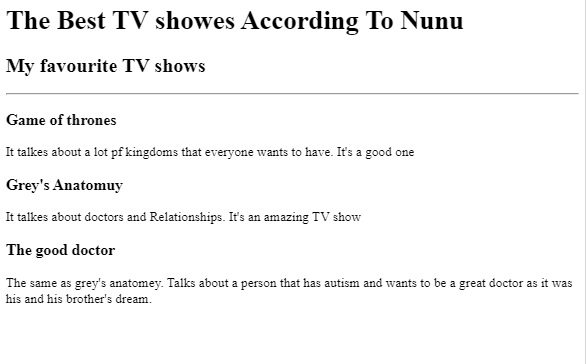 The Best TV showes According To Nunu
My favourite TV shows
Game of thrones
It talkes about a lot pf kingdoms that everyone wants to have. It's a good one
Grey's Anatomuy
It talkes about doctors and Relationships. It's an amazing TV show
The good doctor
The same as grey's anatomey. Talks about a person that has autism and wants to be a great doctor as it was
his and his brother's dream.